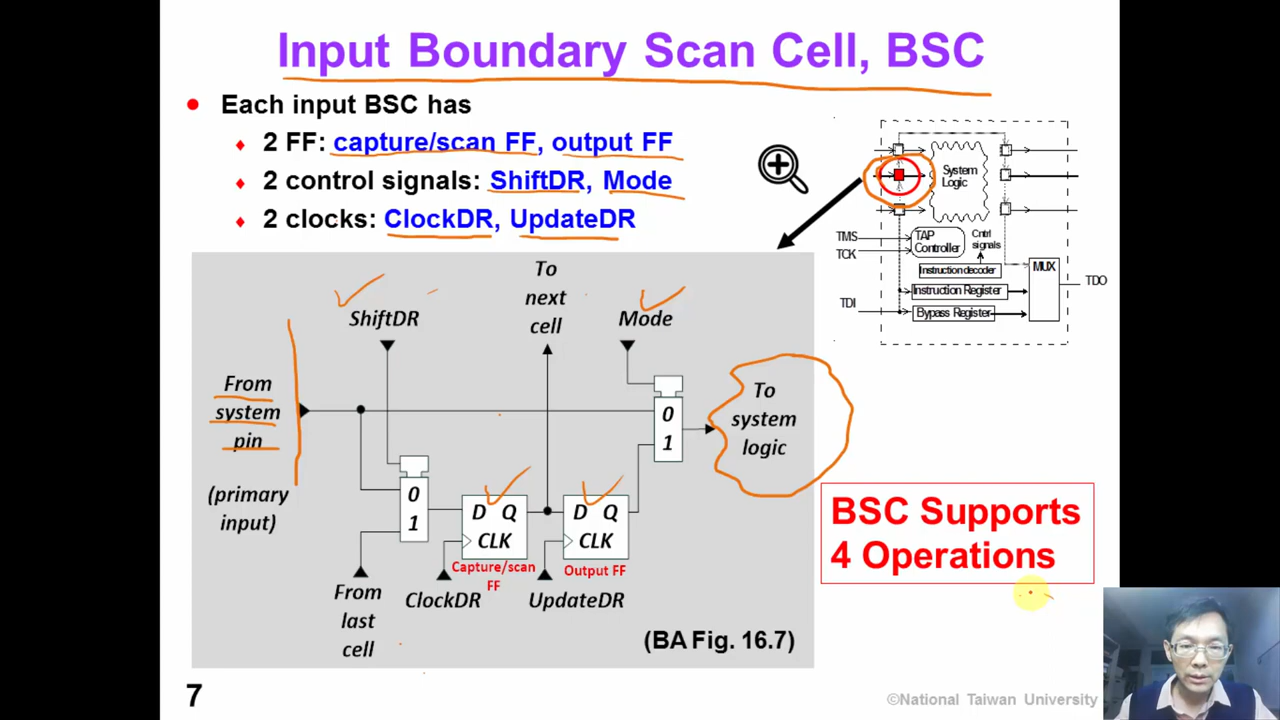 Input Boundary Scan Cell, BSC
Each input BSC has
2 FF: capture/scan FF, output FF
2 control signals: ShiftDR, Mode
2 clocks: ClockDR, UpdateDR
System
Logic
TMS
TCK
TAP
Controller
Cntrl
signals
Instruction decoder
MUX
TDO
Instruction Register
TDI
Bypass Register
To
next
cell
ShiftDR
Mode
From
system
pin
(primary
input)
0
1
To
system
logic
0
1
D Q
CLK
Capture/scan
FF
D Q
CLK
Output FF
From
last
cell
ClockDR
UpdateDR
(BA Fig. 16.7)
BSC Supports
4 Operations
7
©National Taiwan University